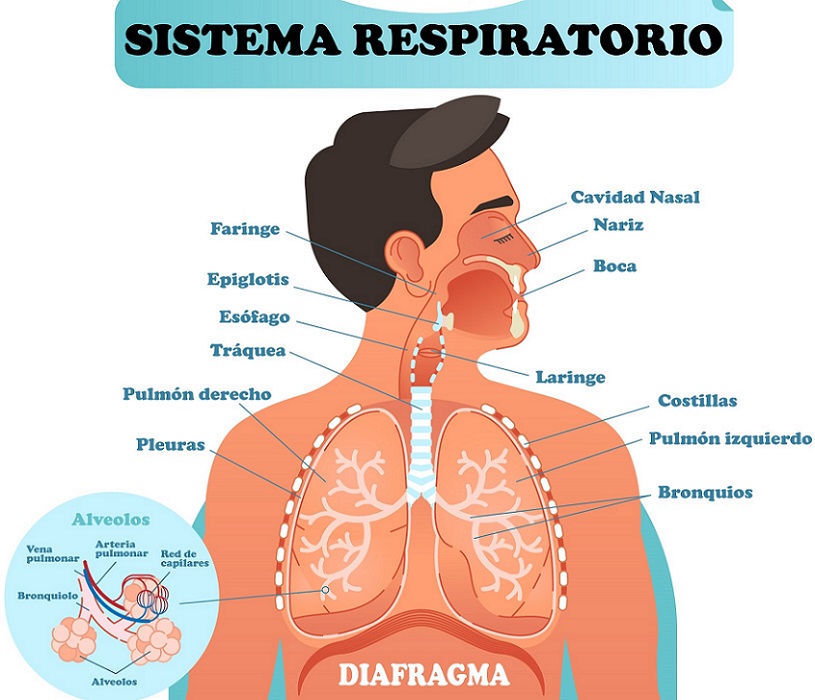 SISTEMA RESPIRATORIO
Cavidad Nasal
Nariz
Boca
Faringe
Epiglotis
Esófago
Tráquea
Laringe
Pulmón derecho
Pleuras
Costillas
Pulmón izquierdo
Bronquios
Alveolos
Vena
pulmonar
Arteria
pulmonar
Red de
capilares
Bronquiolo
Alveolos
DIAFRAGMA